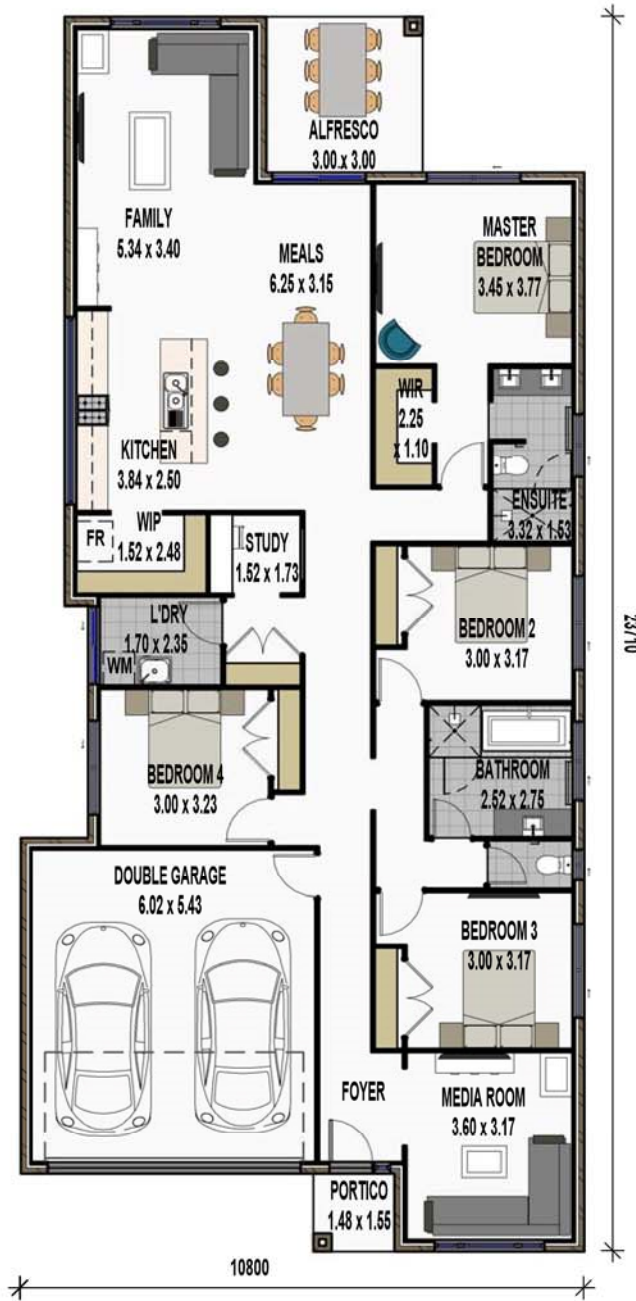 ALFRESCO
3.00 x 3.00
FAMILY
5.34 x 3.40
MEALS
6.25 x 3.15
MASTER
BEDROOM
3.45 x 3.77
WIR
2.25
x 1.10
KITCHEN
3.84 x 2.50
ENSUITE
3.32 x 1.53
WIP
1.52 x 2.48
FR
STUDY
1.52 x 1.73
L'DRY
1.70 x 2.35
WM
BEDROOM 2
3.00 x 3.17
23710
BEDROOM 4
3.00 x 3.23
BATHROOM
2.52 x 2.75
DOUBLE GARAGE
6.02 x 5.43
BEDROOM 3
3.00 x 3.17
FOYER
MEDIA ROOM
3.60 x 3.17
PORTICO
1.48 x 1.55
10800